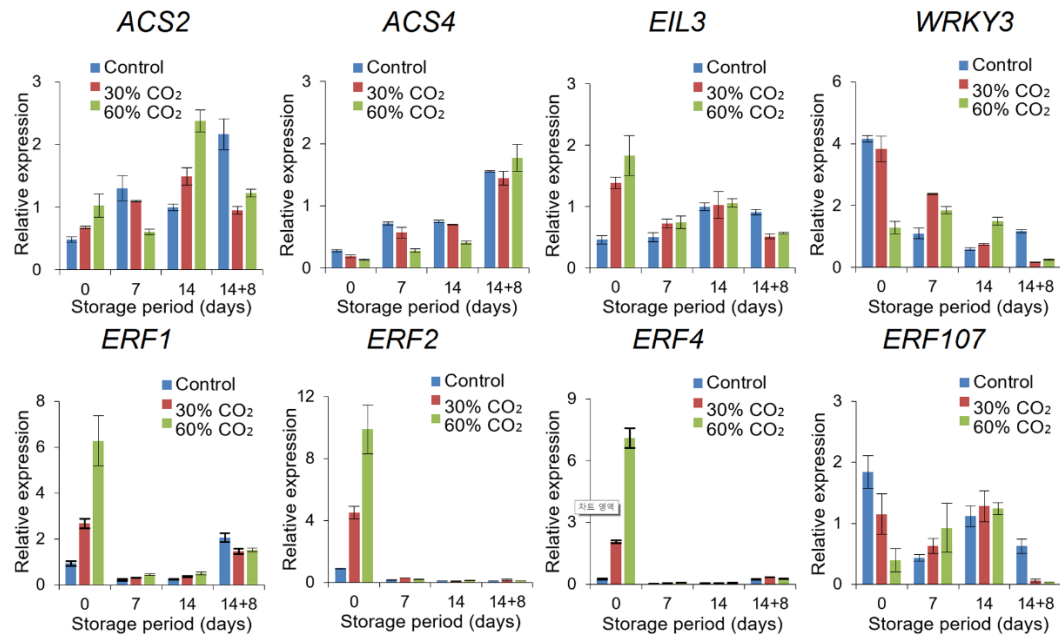 ACS2
Control
30% CO₂
60% CO₂
Relative expression
3
2
1
0
0 7 14 14+8
Storage period (days)
ACS4
Control
30% CO₂
60% CO₂
Relative expression
3
2
1
0
0 7 14 14+8
Storage period (days)
EIL3
Control
30% CO₂
60% CO₂
Relative expression
3
2
1
0
0 7 14 14+8
Storage period (days)
WRKY3
Control
30% CO₂
60% CO₂
Relative expression
6
4
2
0
0 7 14 14+8
Storage period (days)
ERF1
Control
30% CO₂
60% CO₂
Relative expression
8
6
4
2
0
0 7 14 14+8
Storage period (days)
ERF2
Control
30% CO₂
60% CO₂
Relative expression
12
8
4
0
0 7 14 14+8
Storage period (days)
ERF4
Control
30% CO₂
60% CO₂
Relative expression
9
6
3
0
차트 영역
0 7 14 14+8
Storage period (days)
ERF107
Control
30% CO₂
60% CO₂
Relative expression
3
2
1
0
0 7 14 14+8
Storage period (days)